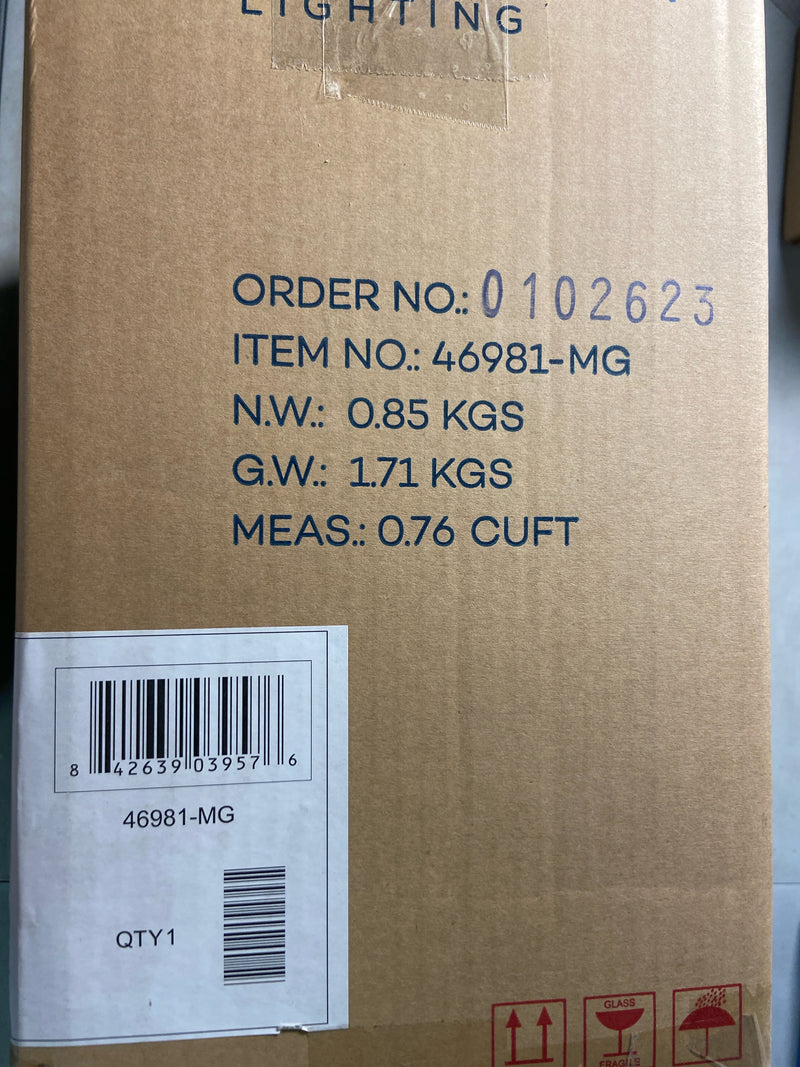 LIGHTING
ORDER NO.: 0102623
ITEM NO.: 46981-MG
N.W.: 0.85 KGS
G.W.: 1.71 KGS
MEAS.: 0.76 CUFT
8 42639 03957 6
46981-MG
QTY1
GLASS
FRAGILE